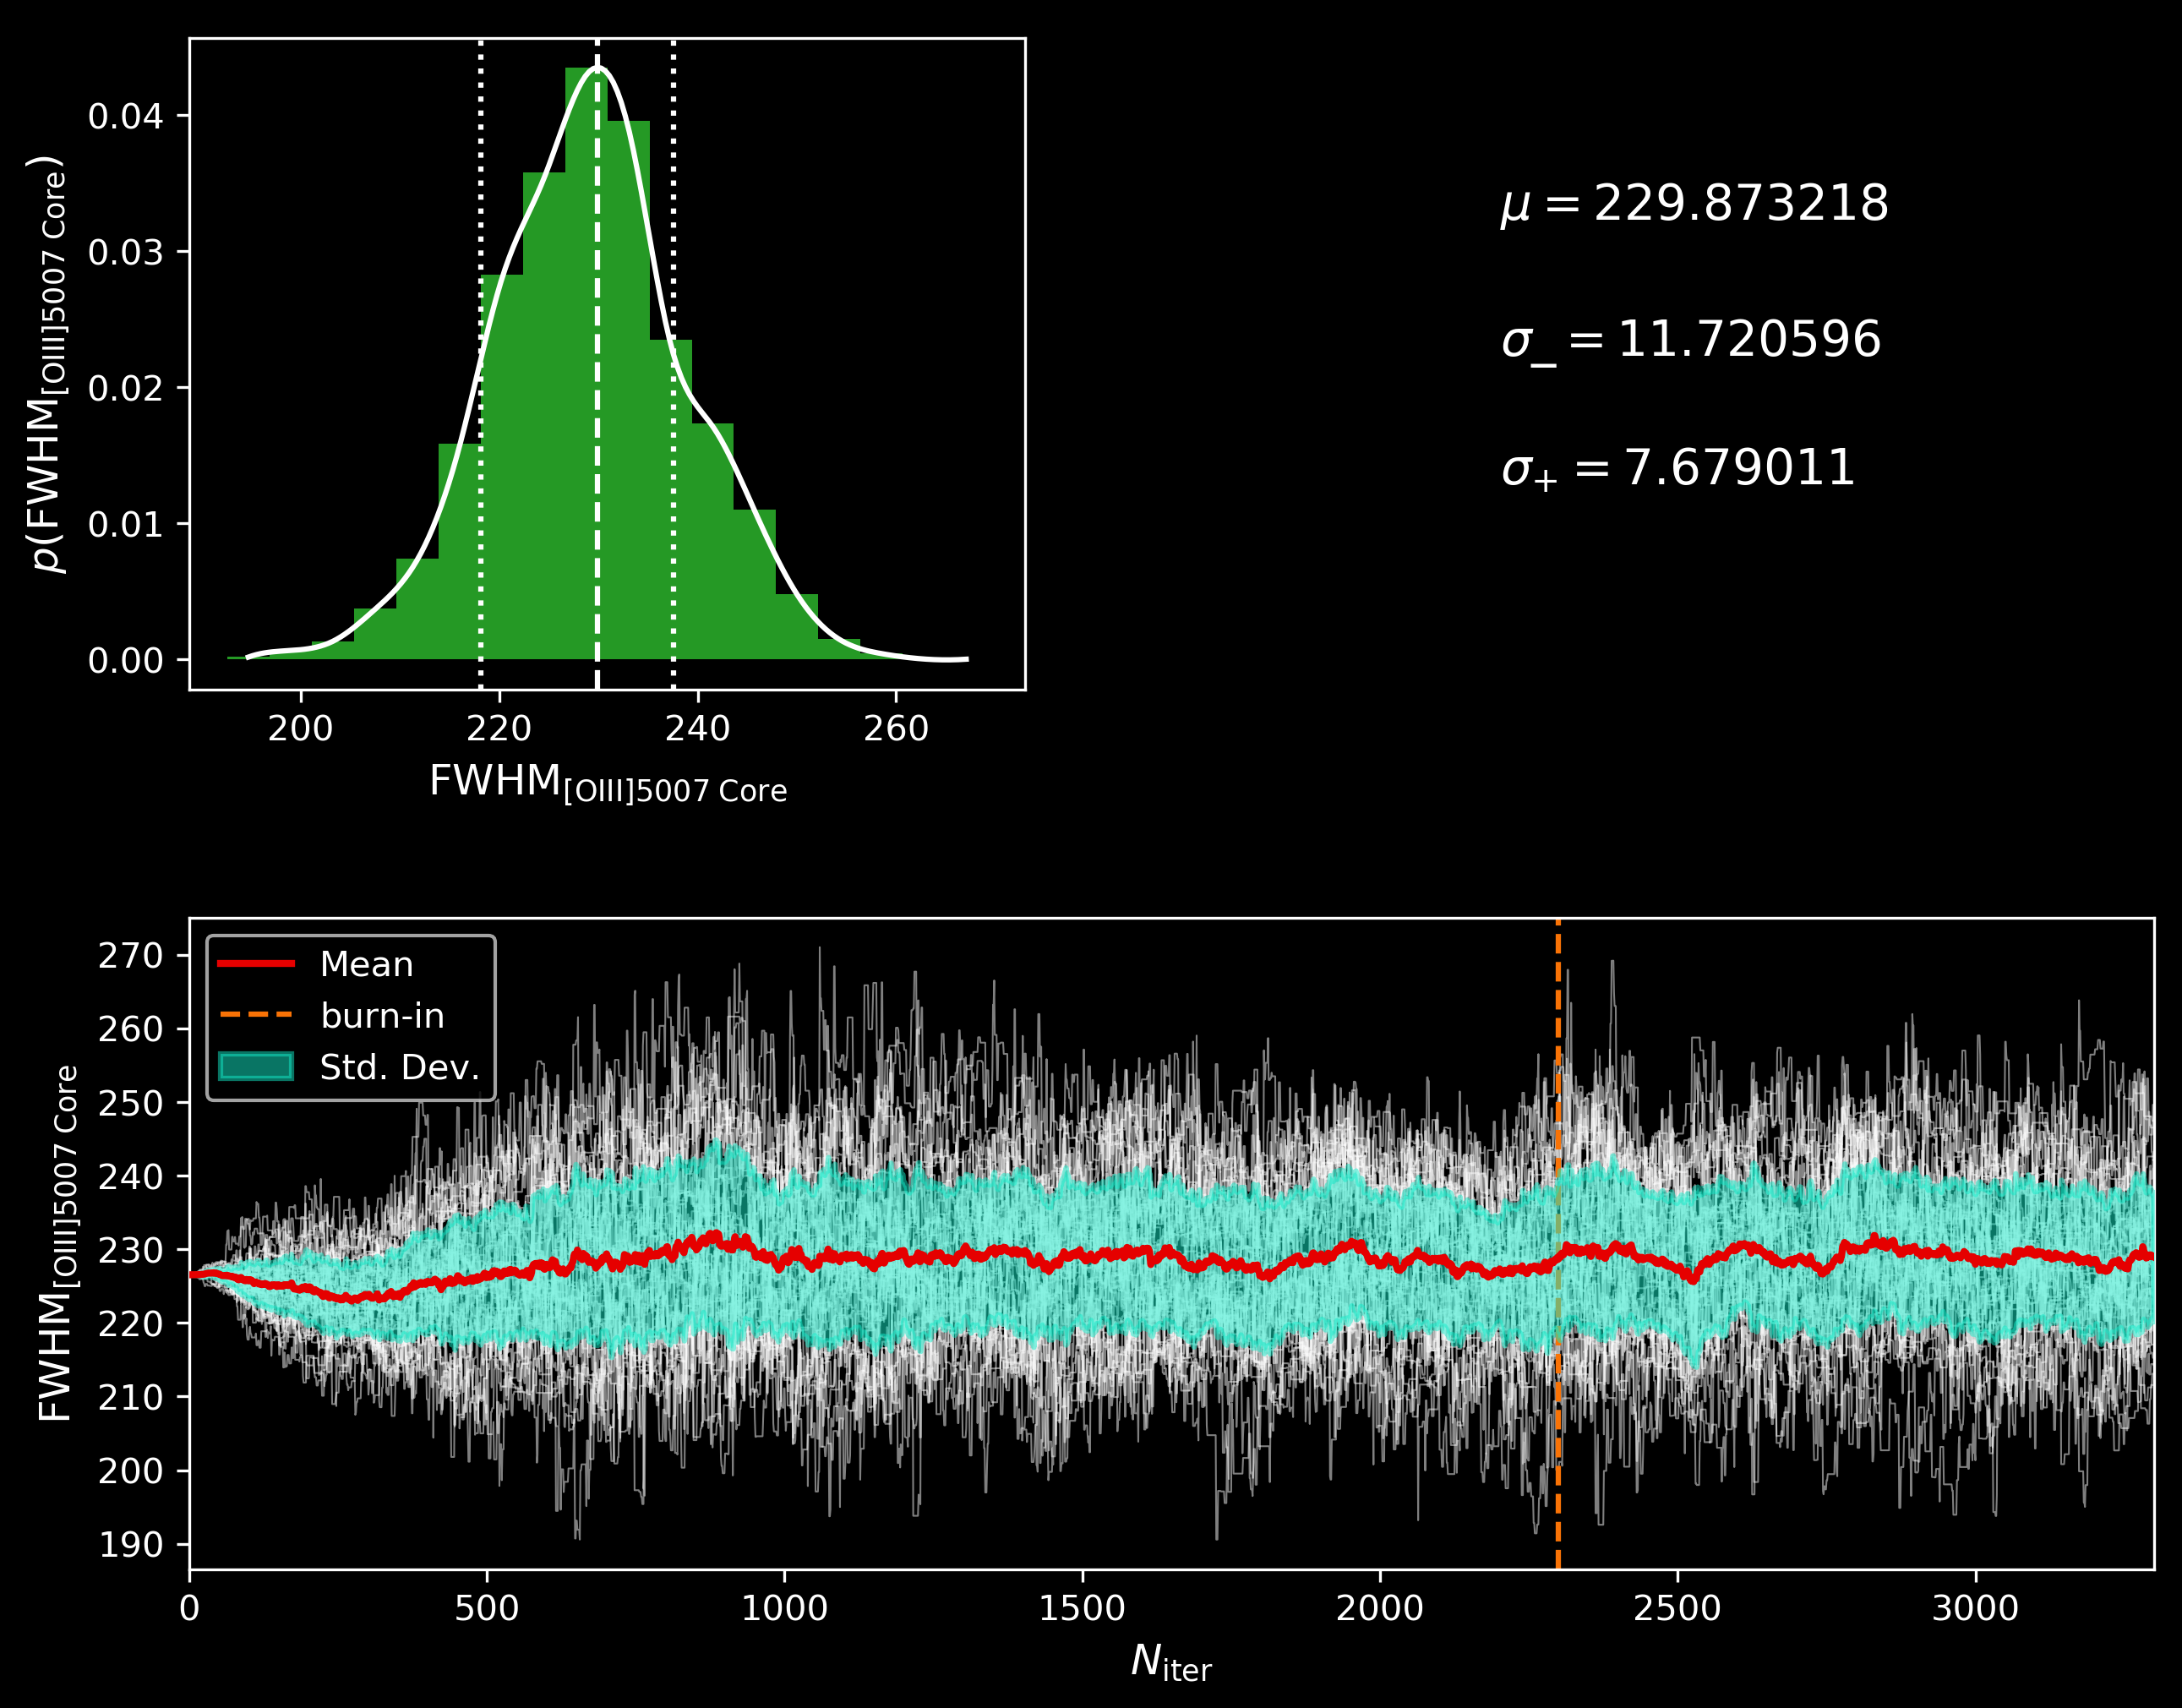 0.04
0.03
0.02
0.01
0.00
p(FWHM[OIII]5007 Core)
200 220 240 260
FWHM[OIII]5007 Core
μ = 229.873218
σ− = 11.720596
σ+ = 7.679011
Mean
burn-in
Std. Dev.
270
260
250
240
230
220
210
200
190
FWHM[OIII]5007 Core
0 500 1000 1500 2000 2500 3000
Niter